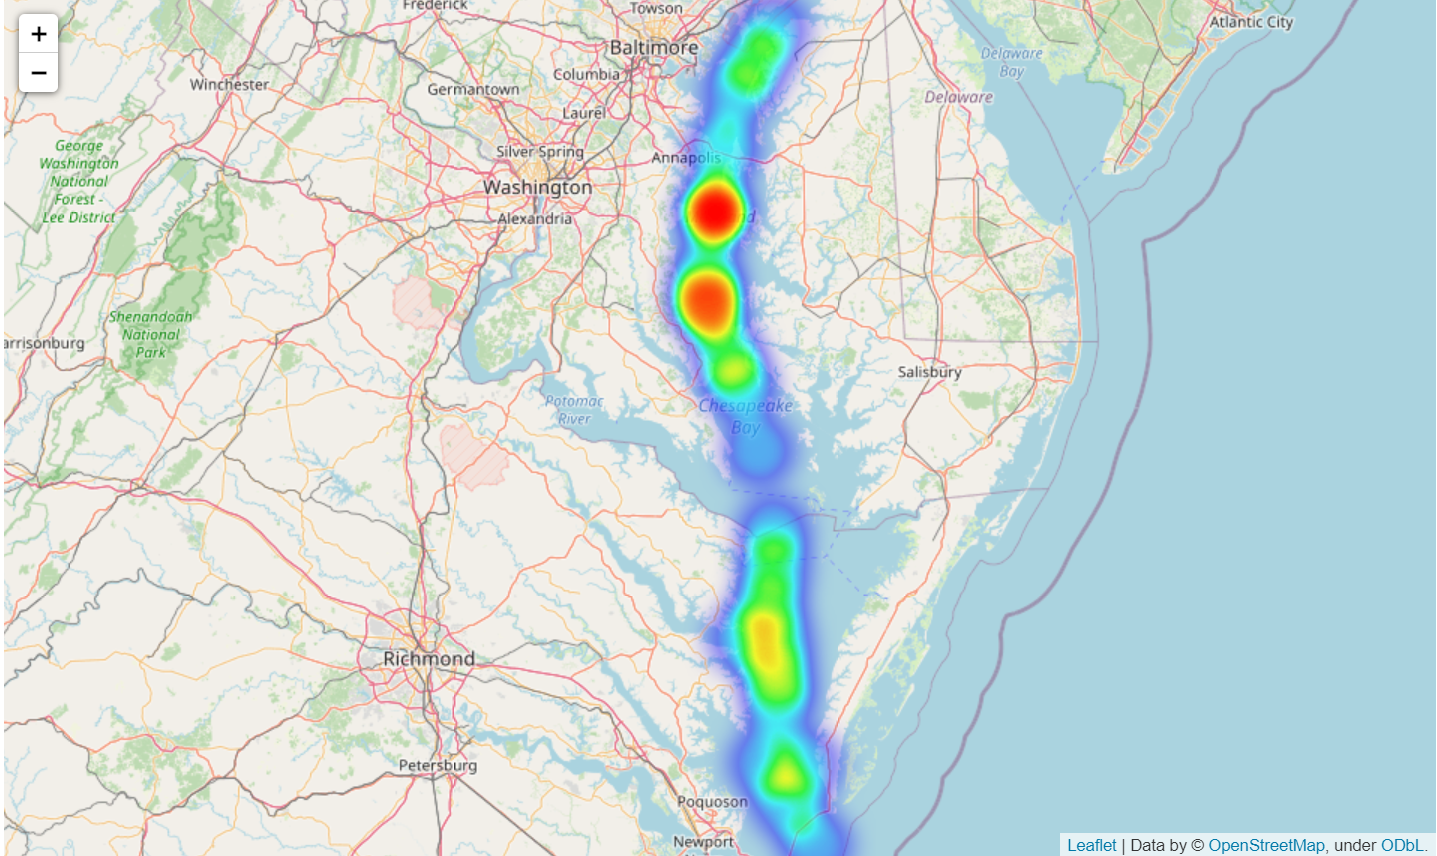 +
−
Frederick
Towson
Atlantic City
Baltimore
Delaware
Bay
Columbia
Winchester
Germantown
Delaware
Laurel
George
Washington
National
Forest -
Lee District
Silver Spring
Annapolis
Washington
Alexandria
Shenandoah
National
Park
arrisonburg
Salisbury
Potomac
River
Chesapeake
Bay
Richmond
Petersburg
Poquoson
Newport
Leaflet | Data by © OpenStreetMap, under ODbL.